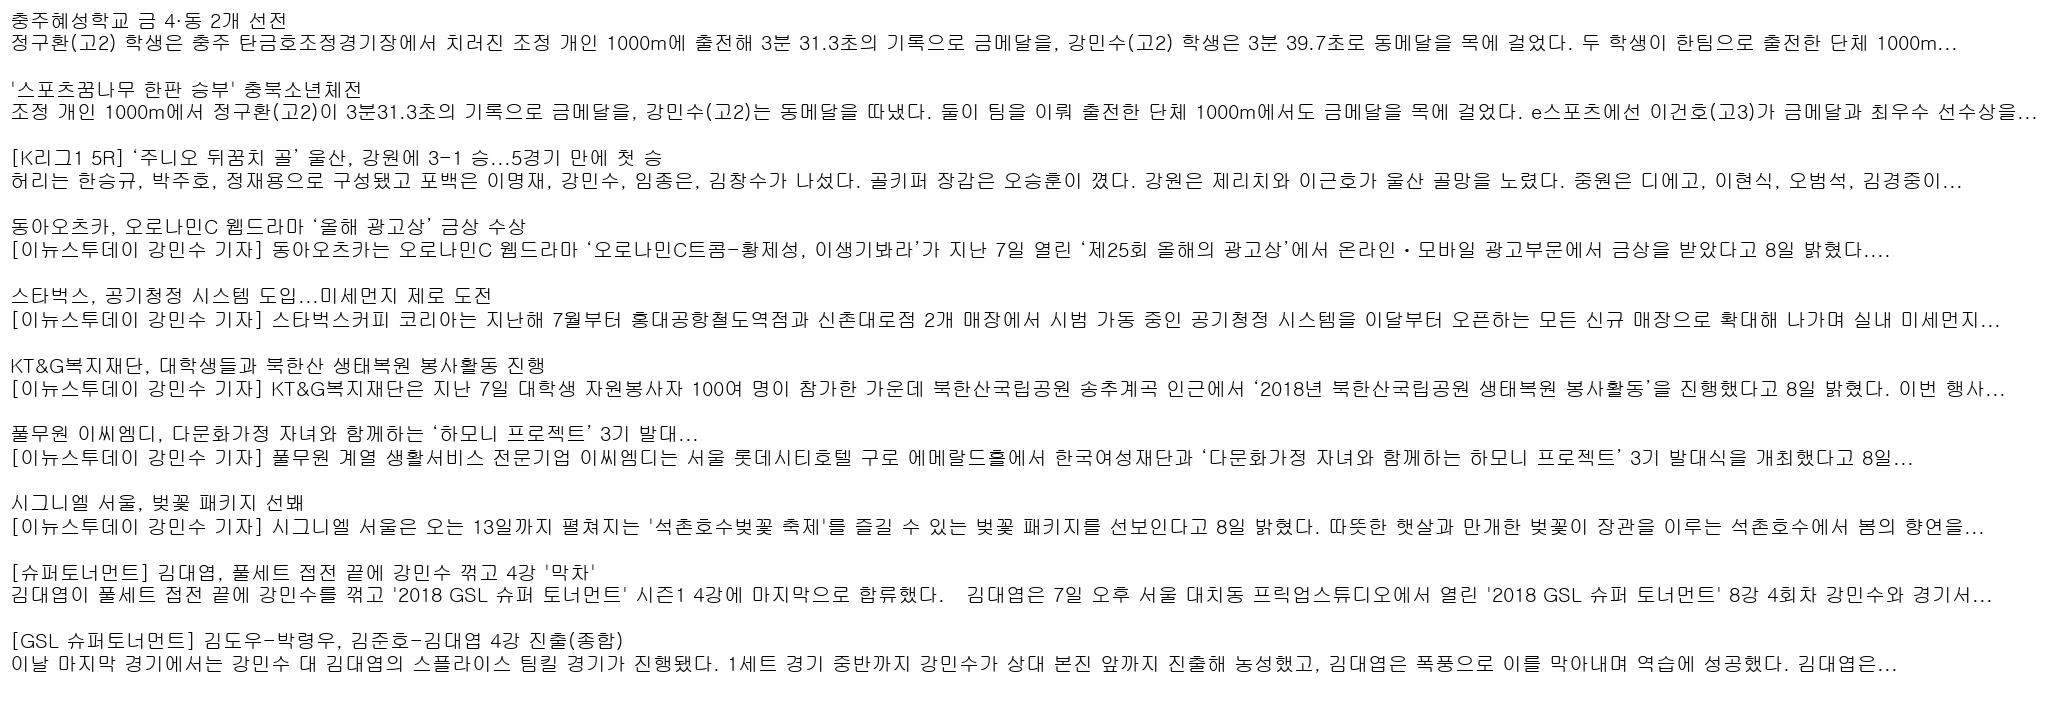 충주혜성학교 금 4·동 2개 선전
정구환(고2) 학생은 충주 탄금호조정경기장에서 치러진 조정 개인 1000m에 출전해 3분 31.3초의 기록으로 금메달을, 강민수(고2) 학생은 3분 39.7초로 동메달을 목에 걸었다. 두 학생이 한팀으로 출전한 단체 1000m...
'스포츠꿈나무 한판 승부' 충북소년체전
조정 개인 1000m에서 정구환(고2)이 3분31.3초의 기록으로 금메달을, 강민수(고2)는 동메달을 따냈다. 둘이 팀을 이뤄 출전한 단체 1000m에서도 금메달을 목에 걸었다. e스포츠에선 이건호(고3)가 금메달과 최우수 선수상을...
[K리그1 5R] ‘주니오 뒤꿈치 골’ 울산, 강원에 3-1 승...5경기 만에 첫 승
허리는 한승규, 박주호, 정재용으로 구성됐고 포백은 이명재, 강민수, 임종은, 김창수가 나섰다. 골키퍼 장갑은 오승훈이 꼈다. 강원은 제리치와 이근호가 울산 골망을 노렸다. 중원은 디에고, 이현식, 오범석, 김경중이...
동아오츠카, 오로나민C 웹드라마 ‘올해 광고상’ 금상 수상
[이뉴스투데이 강민수 기자] 동아오츠카는 오로나민C 웹드라마 ‘오로나민C트콤-황제성, 이생기봐라’가 지난 7일 열린 ‘제25회 올해의 광고상’에서 온라인・모바일 광고부문에서 금상을 받았다고 8일 밝혔다....
스타벅스, 공기청정 시스템 도입...미세먼지 제로 도전
[이뉴스투데이 강민수 기자] 스타벅스커피 코리아는 지난해 7월부터 홍대공항철도역점과 신촌대로점 2개 매장에서 시범 가동 중인 공기청정 시스템을 이달부터 오픈하는 모든 신규 매장으로 확대해 나가며 실내 미세먼지...
KT&G복지재단, 대학생들과 북한산 생태복원 봉사활동 진행
[이뉴스투데이 강민수 기자] KT&G복지재단은 지난 7일 대학생 자원봉사자 100여 명이 참가한 가운데 북한산국립공원 송추계곡 인근에서 ‘2018년 북한산국립공원 생태복원 봉사활동’을 진행했다고 8일 밝혔다. 이번 행사...
풀무원 이씨엠디, 다문화가정 자녀와 함께하는 ‘하모니 프로젝트’ 3기 발대...
[이뉴스투데이 강민수 기자] 풀무원 계열 생활서비스 전문기업 이씨엠디는 서울 롯데시티호텔 구로 에메랄드홀에서 한국여성재단과 ‘다문화가정 자녀와 함께하는 하모니 프로젝트’ 3기 발대식을 개최했다고 8일...
시그니엘 서울, 벚꽃 패키지 선봬
[이뉴스투데이 강민수 기자] 시그니엘 서울은 오는 13일까지 펼쳐지는 '석촌호수벚꽃 축제'를 즐길 수 있는 벚꽃 패키지를 선보인다고 8일 밝혔다. 따뜻한 햇살과 만개한 벚꽃이 장관을 이루는 석촌호수에서 봄의 향연을...
[슈퍼토너먼트] 김대엽, 풀세트 접전 끝에 강민수 꺾고 4강 '막차'
김대엽이 풀세트 접전 끝에 강민수를 꺾고 '2018 GSL 슈퍼 토너먼트' 시즌1 4강에 마지막으로 합류했다. 김대엽은 7일 오후 서울 대치동 프릭업스튜디오에서 열린 '2018 GSL 슈퍼 토너먼트' 8강 4회차 강민수와 경기서...
[GSL 슈퍼토너먼트] 김도우-박령우, 김준호-김대엽 4강 진출(종합)
이날 마지막 경기에서는 강민수 대 김대엽의 스플라이스 팀킬 경기가 진행됐다. 1세트 경기 중반까지 강민수가 상대 본진 앞까지 진출해 농성했고, 김대엽은 폭풍으로 이를 막아내며 역습에 성공했다. 김대엽은...